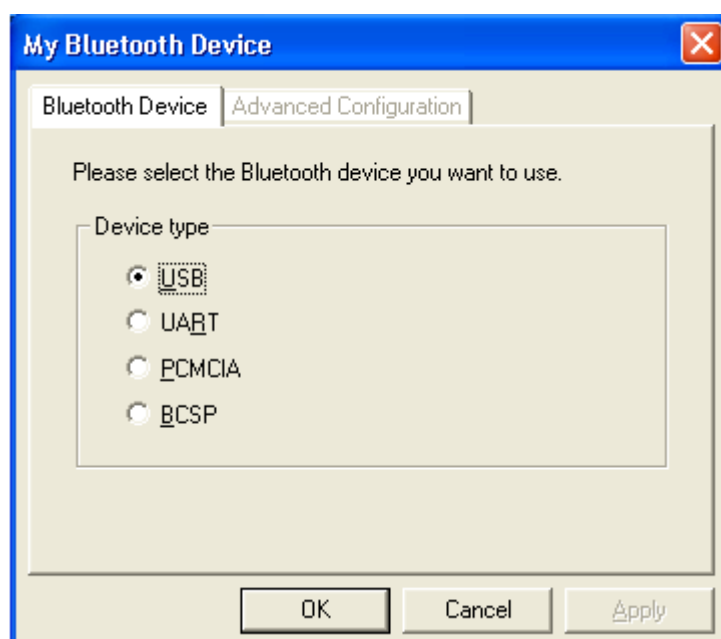 My Bluetooth Device
Bluetooth Device Advanced Configuration
Please select the Bluetooth device you want to use.
Device type
USB
UART
PCMCIA
BCSP
OK Cancel Apply